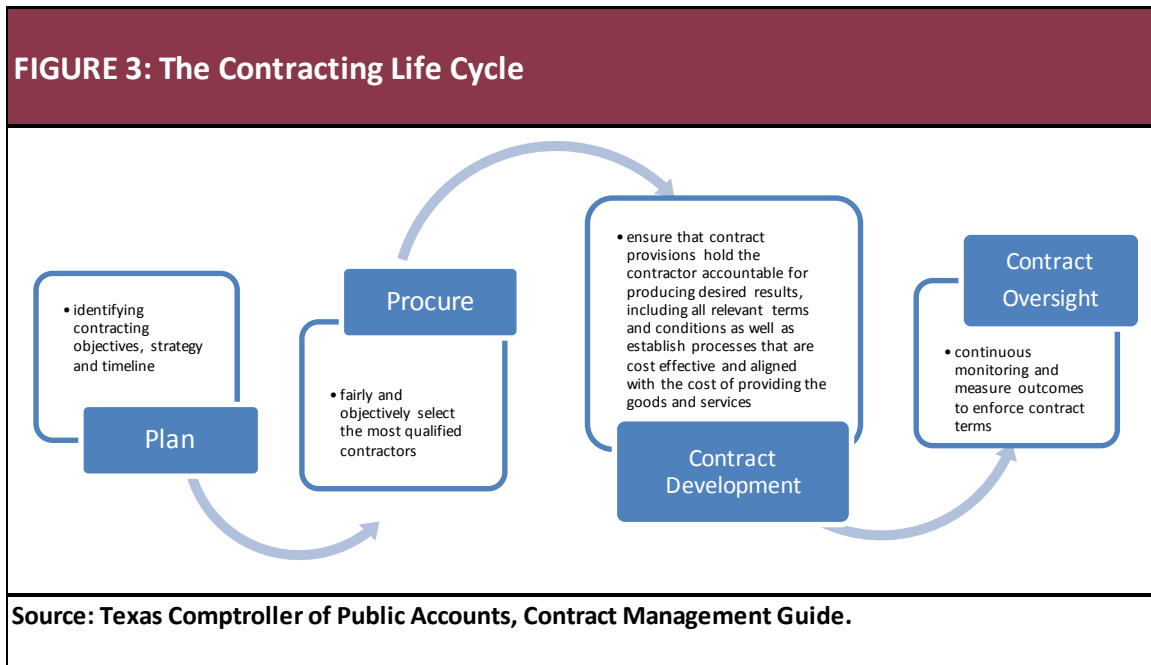 FIGURE 3: The Contracting Life Cycle
• identifying
contracting
objectives, strategy
and timeline
Plan
Procure
• fairly and
objectively select
the most qualified
contractors
• ensure that contract
provisions hold the
contractor accountable for
producing desired results,
including all relevant terms
and conditions as well as
establish processes that are
cost effective and aligned
with the cost of providing the
goods and services
Contract
Development
Contract
Oversight
• continuous
monitoring and
measure outcomes
to enforce contract
terms
Source: Texas Comptroller of Public Accounts, Contract Management Guide.